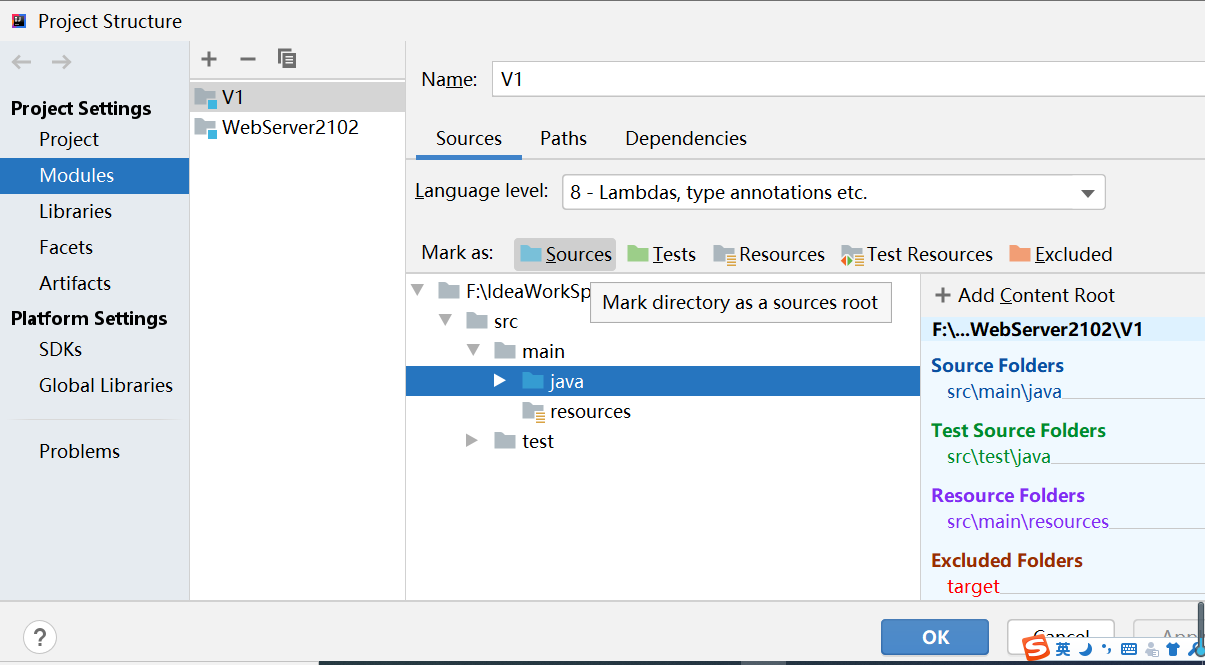 Project Structure
Project Settings
Project
Modules
Libraries
Facets
Artifacts
Platform Settings
SDKs
Global Libraries
Problems
V1
WebServer2102
Name: V1
Sources Paths Dependencies
Language level: 8 - Lambdas, type annotations etc.
Mark as: Sources Tests Resources Test Resources Excluded
F:\IdeaWorkSp
Mark directory as a sources root
src
main
java
resources
test
Add Content Root
F:\...WebServer2102\V1
Source Folders
src\main\java
Test Source Folders
src\test\java
Resource Folders
src\main\resources
Excluded Folders
target
?
OK
Cancel
英